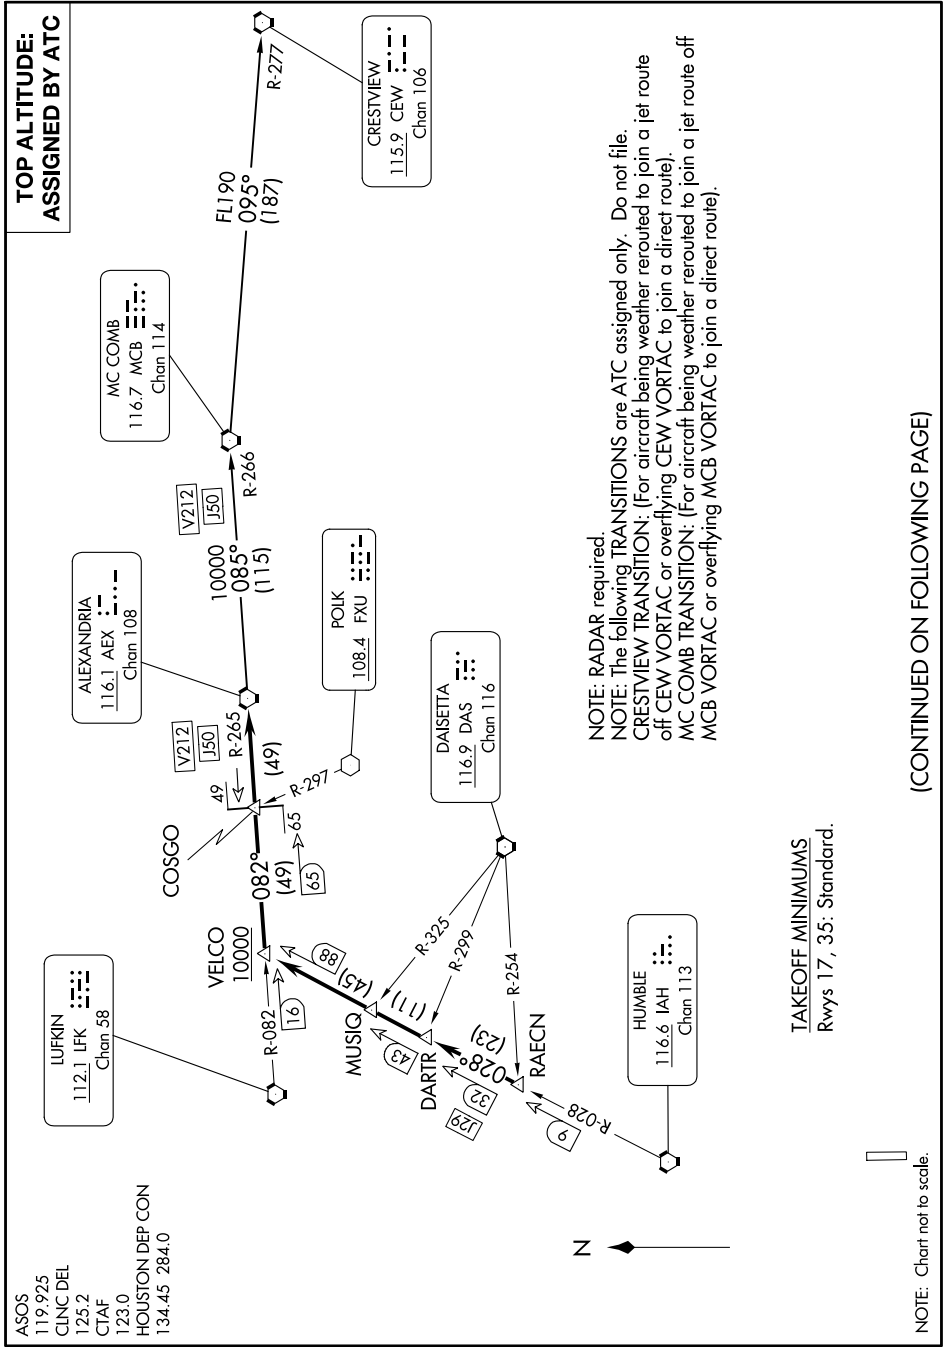 TOP ALTITUDE:
ASSIGNED BY ATC
ASOS
119.925
CLNC DEL
125.2
CTAF
123.0
HOUSTON DEP CON
134.45 284.0
LUFKIN
112.1 LFK
Chan 58
ALEXANDRIA
116.1 AEX
Chan 108
MC COMB
116.7 MCB
Chan 114
CRESTVIEW
115.9 CEW
Chan 106
POLK
108.4 FXU
DAISETTA
116.9 DAS
Chan 116
HUMBLE
116.6 IAH
Chan 113
R-028
9
RAECN
R-254
028°
(23)
32
J29
DARTR
R-299
(11)
43
MUSIQ
R-325
(45)
88
VELCO
10000
R-082
16
082°
(49)
65
COSGO
49
65
R-297
(49)
R-265
V212
J50
10000
085°
(115)
V212
J50
R-266
FL190
095°
(187)
R-277
N
NOTE: RADAR required.
NOTE: The following TRANSITIONS are ATC assigned only. Do not file.
CRESTVIEW TRANSITION: (For aircraft being weather rerouted to join a jet route
off CEW VORTAC or overflying CEW VORTAC to join a direct route).
MC COMB TRANSITION: (For aircraft being weather rerouted to join a jet route off
MCB VORTAC or overflying MCB VORTAC to join a direct route).
TAKEOFF MINIMUMS
Rwys 17, 35: Standard.
NOTE: Chart not to scale.
(CONTINUED ON FOLLOWING PAGE)